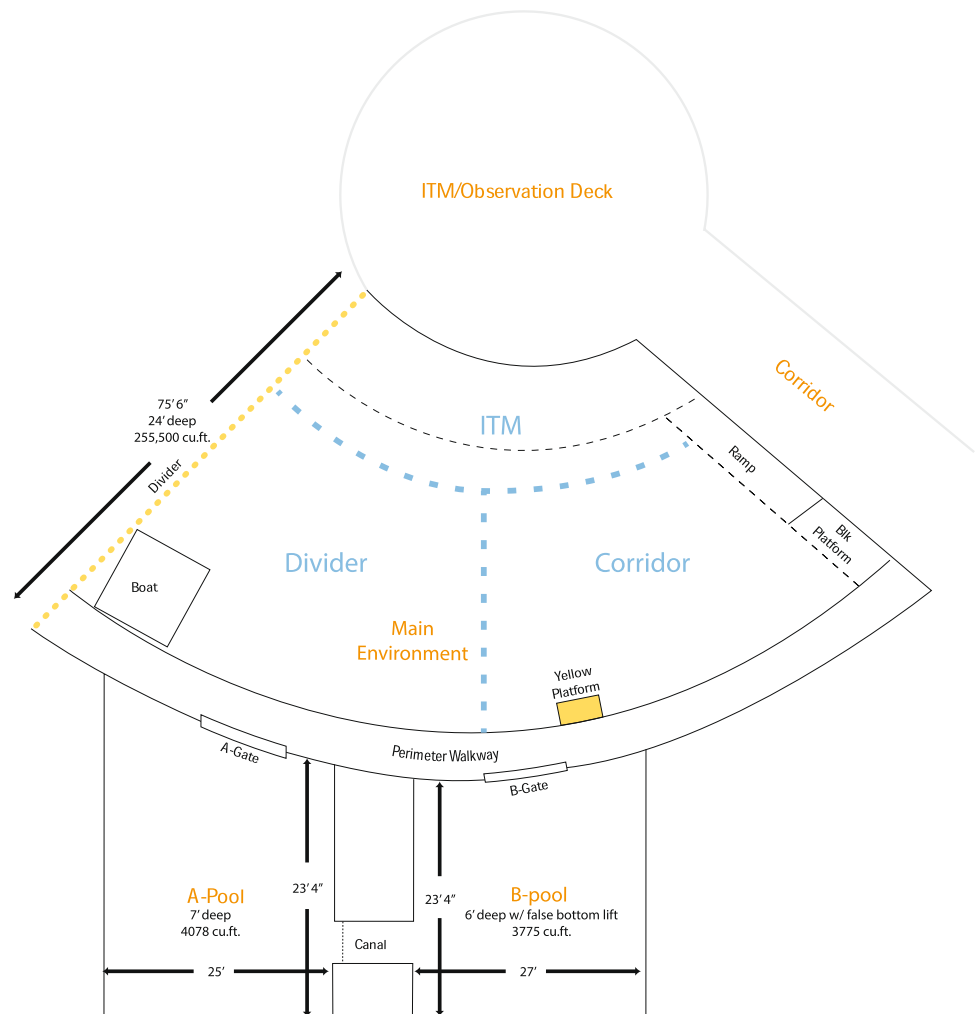 ITM/Observation Deck
Corridor
75' 6"
24' deep
255,500 cu.ft.
Divider
ITM
Ramp
Blk
Platform
Boat
Divider
Corridor
Main
Environment
Yellow
Platform
Perimeter Walkway
A-Gate
B-Gate
23' 4"
23' 4"
A-Pool
7' deep
4078 cu.ft.
B-pool
6' deep w/ false bottom lift
3775 cu.ft.
Canal
25'
27'